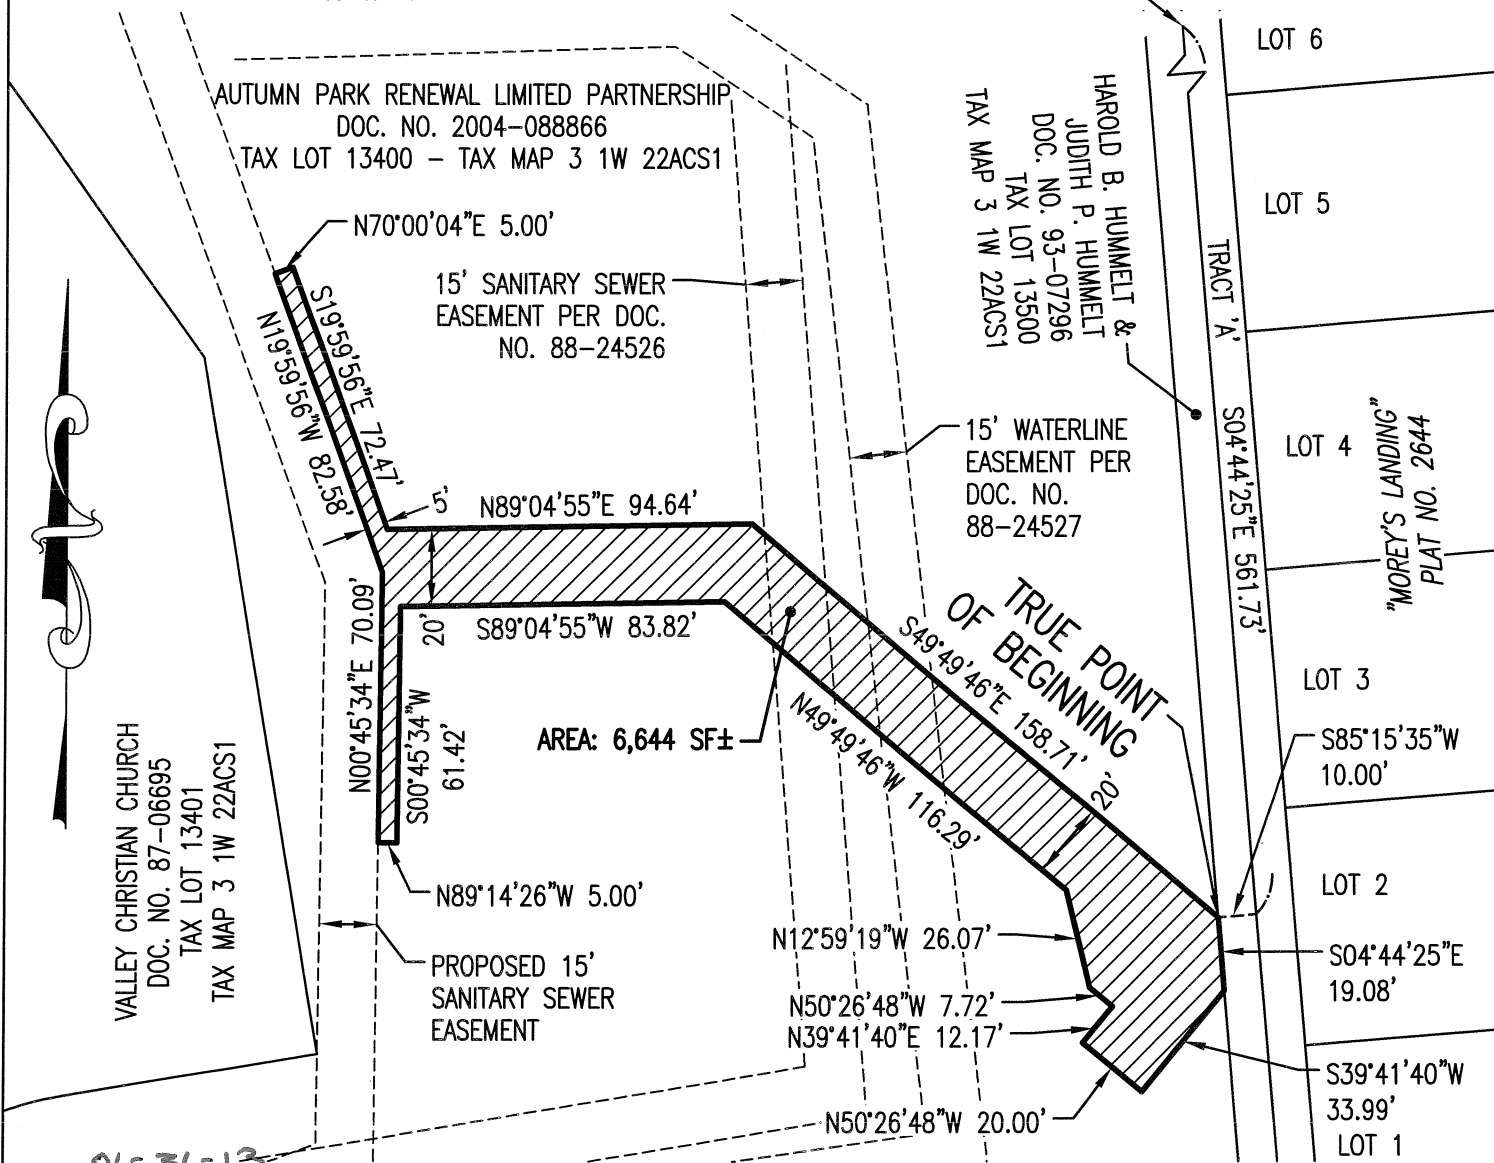 LOT 6
AUTUMN PARK RENEWAL LIMITED PARTNERSHIP
DOC. NO. 2004-088866
TAX LOT 13400 - TAX MAP 3 1W 22ACS1
HAROLD B. HUMMELT &
JUDITH P. HUMMELT
DOC. NO. 93-07296
TAX LOT 13500
TAX MAP 3 1W 22ACS1
LOT 5
N70°00'04"E 5.00'
TRACT 'A'
15' SANITARY SEWER
EASEMENT PER DOC.
NO. 88-24526
S19°59'56"E 72.47'
N19°59'56"W 82.58'
15' WATERLINE
EASEMENT PER
DOC. NO.
88-24527
S04°44'25"E 561.73'
LOT 4
"MOREY'S LANDING"
PLAT NO. 2644
5'
N89°04'55"E 94.64'
20'
S89°04'55"W 83.82'
N00°45'34"E 70.09'
S00°45'34"W
61.42'
TRUE POINT
OF BEGINNING
S49°49'46"E 158.71'
LOT 3
AREA: 6,644 SF±
N49°49'46"W 116.29'
20'
S85°15'35"W
10.00'
VALLEY CHRISTIAN CHURCH
DOC. NO. 87-06695
TAX LOT 13401
TAX MAP 3 1W 22ACS1
N89°14'26"W 5.00'
LOT 2
N12°59'19"W 26.07'
S04°44'25"E
19.08'
PROPOSED 15'
SANITARY SEWER
EASEMENT
N50°26'48"W 7.72'
N39°41'40"E 12.17'
S39°41'40"W
33.99'
N50°26'48"W 20.00'
LOT 1